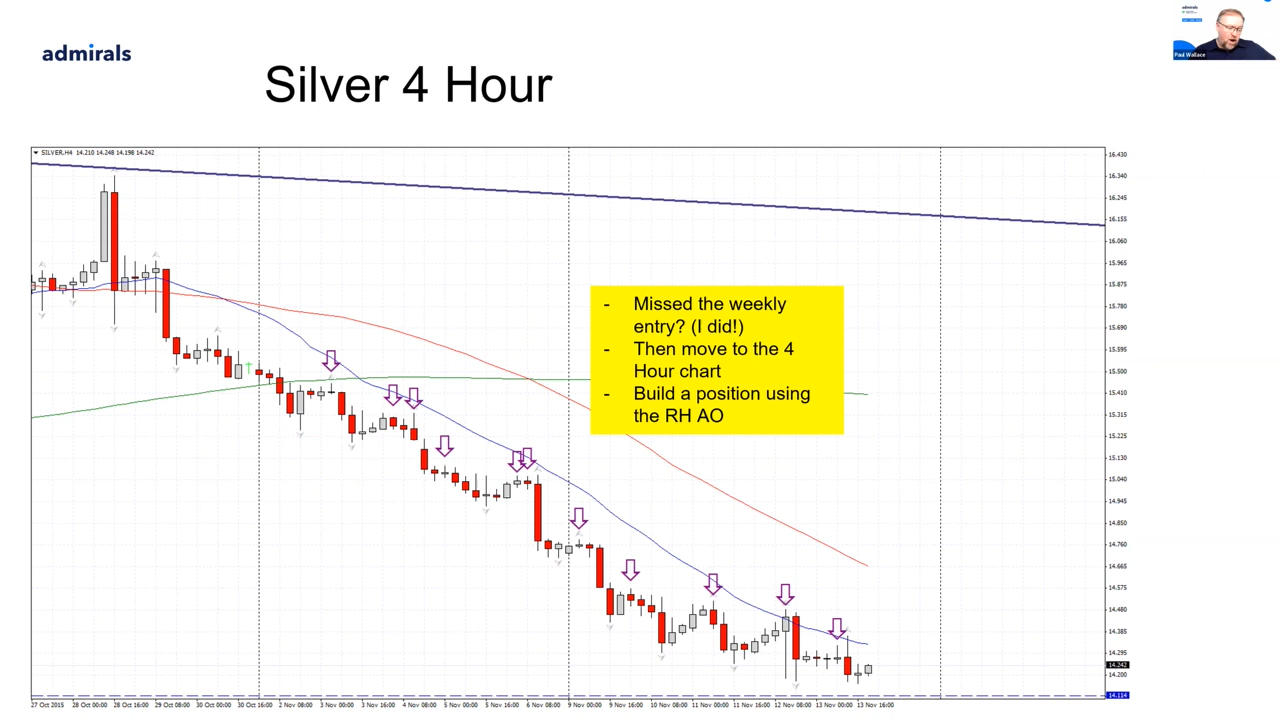 admirals
Silver 4 Hour
Paul Wallace
SILVER,H4 14.210 14.248 14.198 14.242
- Missed the weekly
entry? (I did!)
- Then move to the 4
Hour chart
- Build a position using
the RH AO
16.430
16.340
16.245
16.155
16.060
15.965
15.875
15.780
15.690
15.595
15.500
15.410
15.315
15.225
15.130
15.040
14.945
14.850
14.760
14.665
14.575
14.480
14.385
14.295
14.242
14.200
14.114
27 Oct 2015 28 Oct 00:00 28 Oct 16:00 29 Oct 08:00 30 Oct 00:00 30 Oct 16:00 2 Nov 08:00 3 Nov 00:00 3 Nov 16:00 4 Nov 08:00 5 Nov 00:00 5 Nov 16:00 6 Nov 08:00 9 Nov 00:00 9 Nov 16:00 10 Nov 08:00 11 Nov 00:00 11 Nov 16:00 12 Nov 08:00 13 Nov 00:00 13 Nov 16:00